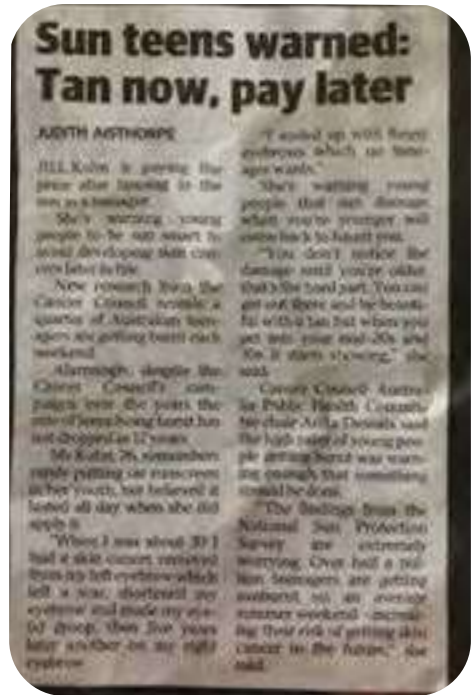 Sun teens warned:
Tan now, pay later
JUDITH AISTHORPE
JILL Kuhn is paying the
price after tanning in the
sun as a teenager.
She's warning young
people to be sun smart to
avoid developing skin can-
cers later in life.
New research from the
Cancer Council reveals a
quarter of Australian teen-
agers are getting burnt each
weekend.
Alarmingly, despite the
Cancer Council's cam-
paigns over the years the
rate of teens being burnt has
not dropped in 12 years.
Ms Kuhn, 76, remembers
rarely putting on sunscreen
in her youth, but believed it
lasted all day when she did
apply it.
"When I was about 30 I
had a skin cancer removed
from my left eyebrow which
left a scar, shortened my
eyebrow and made my eye-
lid droop, then five years
later another on my right
eyebrow.
"I ended up with
eyebrows which no teen-
ager wants."
She's warning young
people that sun damage
when you're younger will
come back to haunt you.
"You don't notice the
damage until you're older,
that's the hard part. You can
get out there and be beauti-
ful with a tan but when you
get into your mid-20s and
30s it starts showing," she
said.
Cancer Council Austral-
ia Public Health Commit-
tee chair Anita Dessaix said
the high rates of young peo-
ple getting burnt was warn-
ing enough that something
should be done.
"The findings from the
National Sun Protection
Survey are extremely
worrying. Over half a mil-
lion teenagers are getting
sunburnt on an average
summer weekend - increas-
ing their risk of getting skin
cancer in the future," she
said.